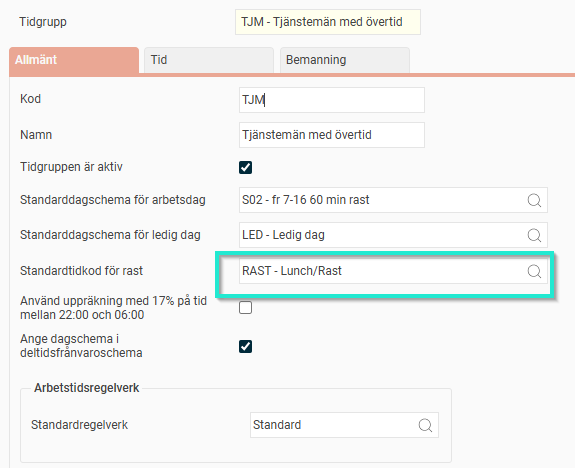 Tidgrupp TJM - Tjänstemän med övertid
Allmänt Tid Bemanning
Kod TJM
Namn Tjänstemän med övertid
Tidgruppen är aktiv
Standarddagschema för arbetsdag S02 - fr 7-16 60 min rast
Standarddagschema för ledig dag LED - Ledig dag
Standardtidkod för rast RAST - Lunch/Rast
Använd uppräkning med 17% på tid
mellan 22:00 och 06:00
Ange dagschema i
deltidsfrånvaroschema
Arbetstidsregelverk
Standardregelverk Standard